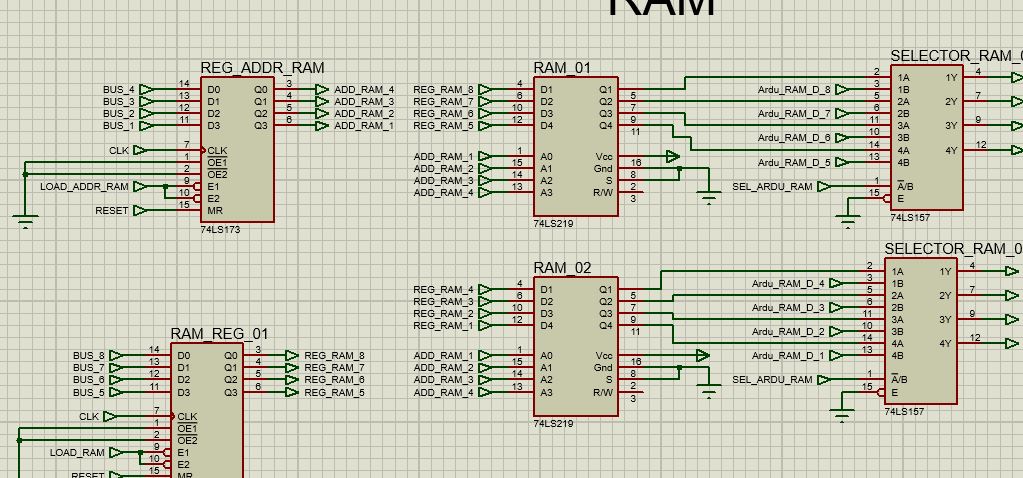 RAM
REG_ADDR_RAM
BUS_4 14 D0 Q0 3 ADD_RAM_4
BUS_3 13 D1 Q1 4 ADD_RAM_3
BUS_2 12 D2 Q2 5 ADD_RAM_2
BUS_1 11 D3 Q3 6 ADD_RAM_1
CLK 7 CLK
1 OE1
2 OE2
LOAD_ADDR_RAM 9 E1
10 E2
RESET 15 MR
74LS173
RAM_01
REG_RAM_8 4 D1 Q1 5
REG_RAM_7 6 D2 Q2 7
REG_RAM_6 10 D3 Q3 9
REG_RAM_5 12 D4 Q4 11
ADD_RAM_1 1 A0 Vcc 16
ADD_RAM_2 15 A1 Gnd 8
ADD_RAM_3 14 A2 S 2
ADD_RAM_4 13 A3 R/W 3
74LS219
SELECTOR_RAM_0
2 1A 1Y 4
Ardu_RAM_D_8 3 1B
5 2A 2Y 7
Ardu_RAM_D_7 6 2B
11 3A 3Y 9
Ardu_RAM_D_6 10 3B
14 4A 4Y 12
Ardu_RAM_D_5 13 4B
SEL_ARDU_RAM 1 A/B
15 E
74LS157
RAM_02
REG_RAM_4 4 D1 Q1 5
REG_RAM_3 6 D2 Q2 7
REG_RAM_2 10 D3 Q3 9
REG_RAM_1 12 D4 Q4 11
ADD_RAM_1 1 A0 Vcc 16
ADD_RAM_2 15 A1 Gnd 8
ADD_RAM_3 14 A2 S 2
ADD_RAM_4 13 A3 R/W 3
74LS219
SELECTOR_RAM_0
2 1A 1Y 4
Ardu_RAM_D_4 3 1B
5 2A 2Y 7
Ardu_RAM_D_3 6 2B
11 3A 3Y 9
Ardu_RAM_D_2 10 3B
14 4A 4Y 12
Ardu_RAM_D_1 13 4B
SEL_ARDU_RAM 1 A/B
15 E
74LS157
RAM_REG_01
BUS_8 14 D0 Q0 3 REG_RAM_8
BUS_7 13 D1 Q1 4 REG_RAM_7
BUS_6 12 D2 Q2 5 REG_RAM_6
BUS_5 11 D3 Q3 6 REG_RAM_5
CLK 7 CLK
1 OE1
2 OE2
LOAD_RAM 9 E1
10 E2
RESET 15 MR